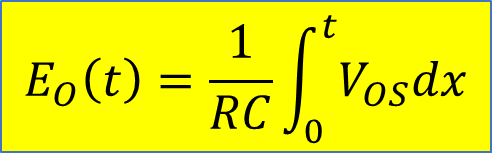 E_O(t) = \frac{1}{RC} \int_0^t V_{OS} dx